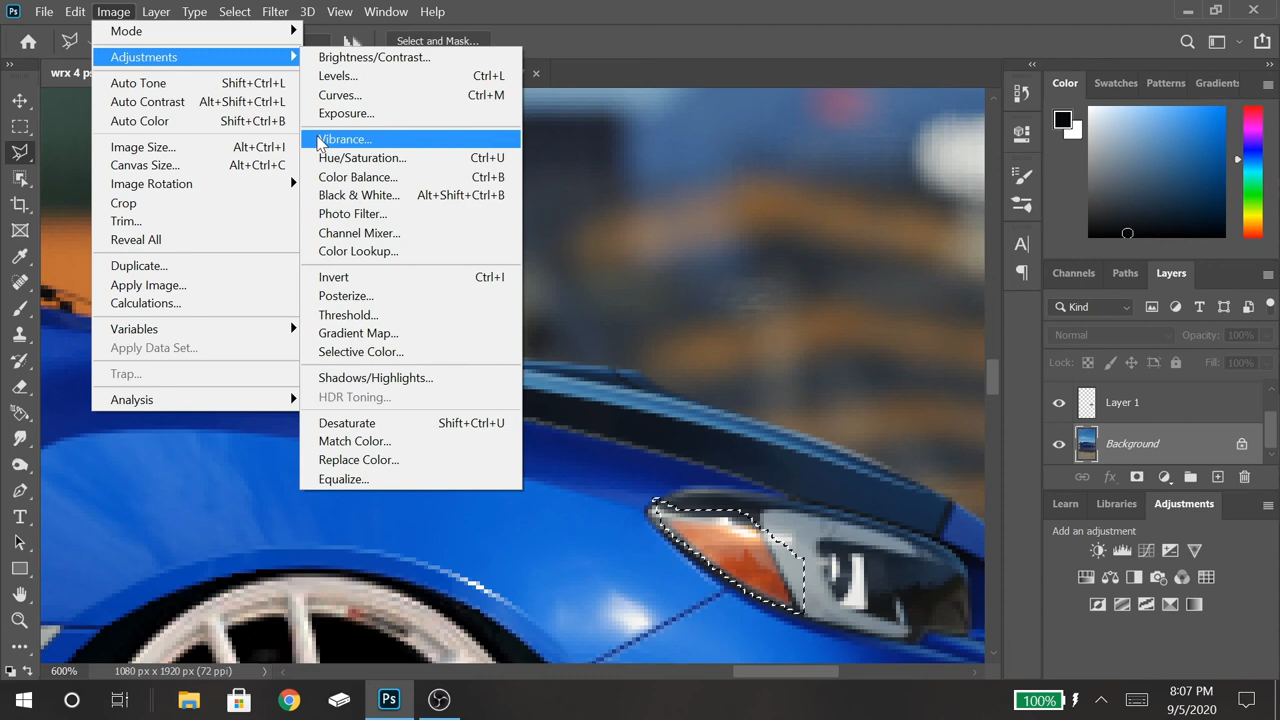 Ps File Edit Image Layer Type Select Filter 3D View Window Help
Select and Mask...
wrx 4 ps
Mode
Adjustments
Auto Tone Shift+Ctrl+L
Auto Contrast Alt+Shift+Ctrl+L
Auto Color Shift+Ctrl+B
Image Size... Alt+Ctrl+I
Canvas Size... Alt+Ctrl+C
Image Rotation
Crop
Trim...
Reveal All
Duplicate...
Apply Image...
Calculations...
Variables
Apply Data Set...
Trap...
Analysis
Brightness/Contrast...
Levels... Ctrl+L
Curves... Ctrl+M
Exposure...
Vibrance...
Hue/Saturation... Ctrl+U
Color Balance... Ctrl+B
Black & White... Alt+Shift+Ctrl+B
Photo Filter...
Channel Mixer...
Color Lookup...
Invert Ctrl+I
Posterize...
Threshold...
Gradient Map...
Selective Color...
Shadows/Highlights...
HDR Toning...
Desaturate Shift+Ctrl+U
Match Color...
Replace Color...
Equalize...
Color Swatches Patterns Gradients
Channels Paths Layers
Kind
Normal Opacity: 100%
Lock: Fill: 100%
Layer 1
Background
fx
Learn Libraries Adjustments
Add an adjustment
600% 1080 px x 1920 px (72 ppi)
Ps 100% 8:07 PM
9/5/2020